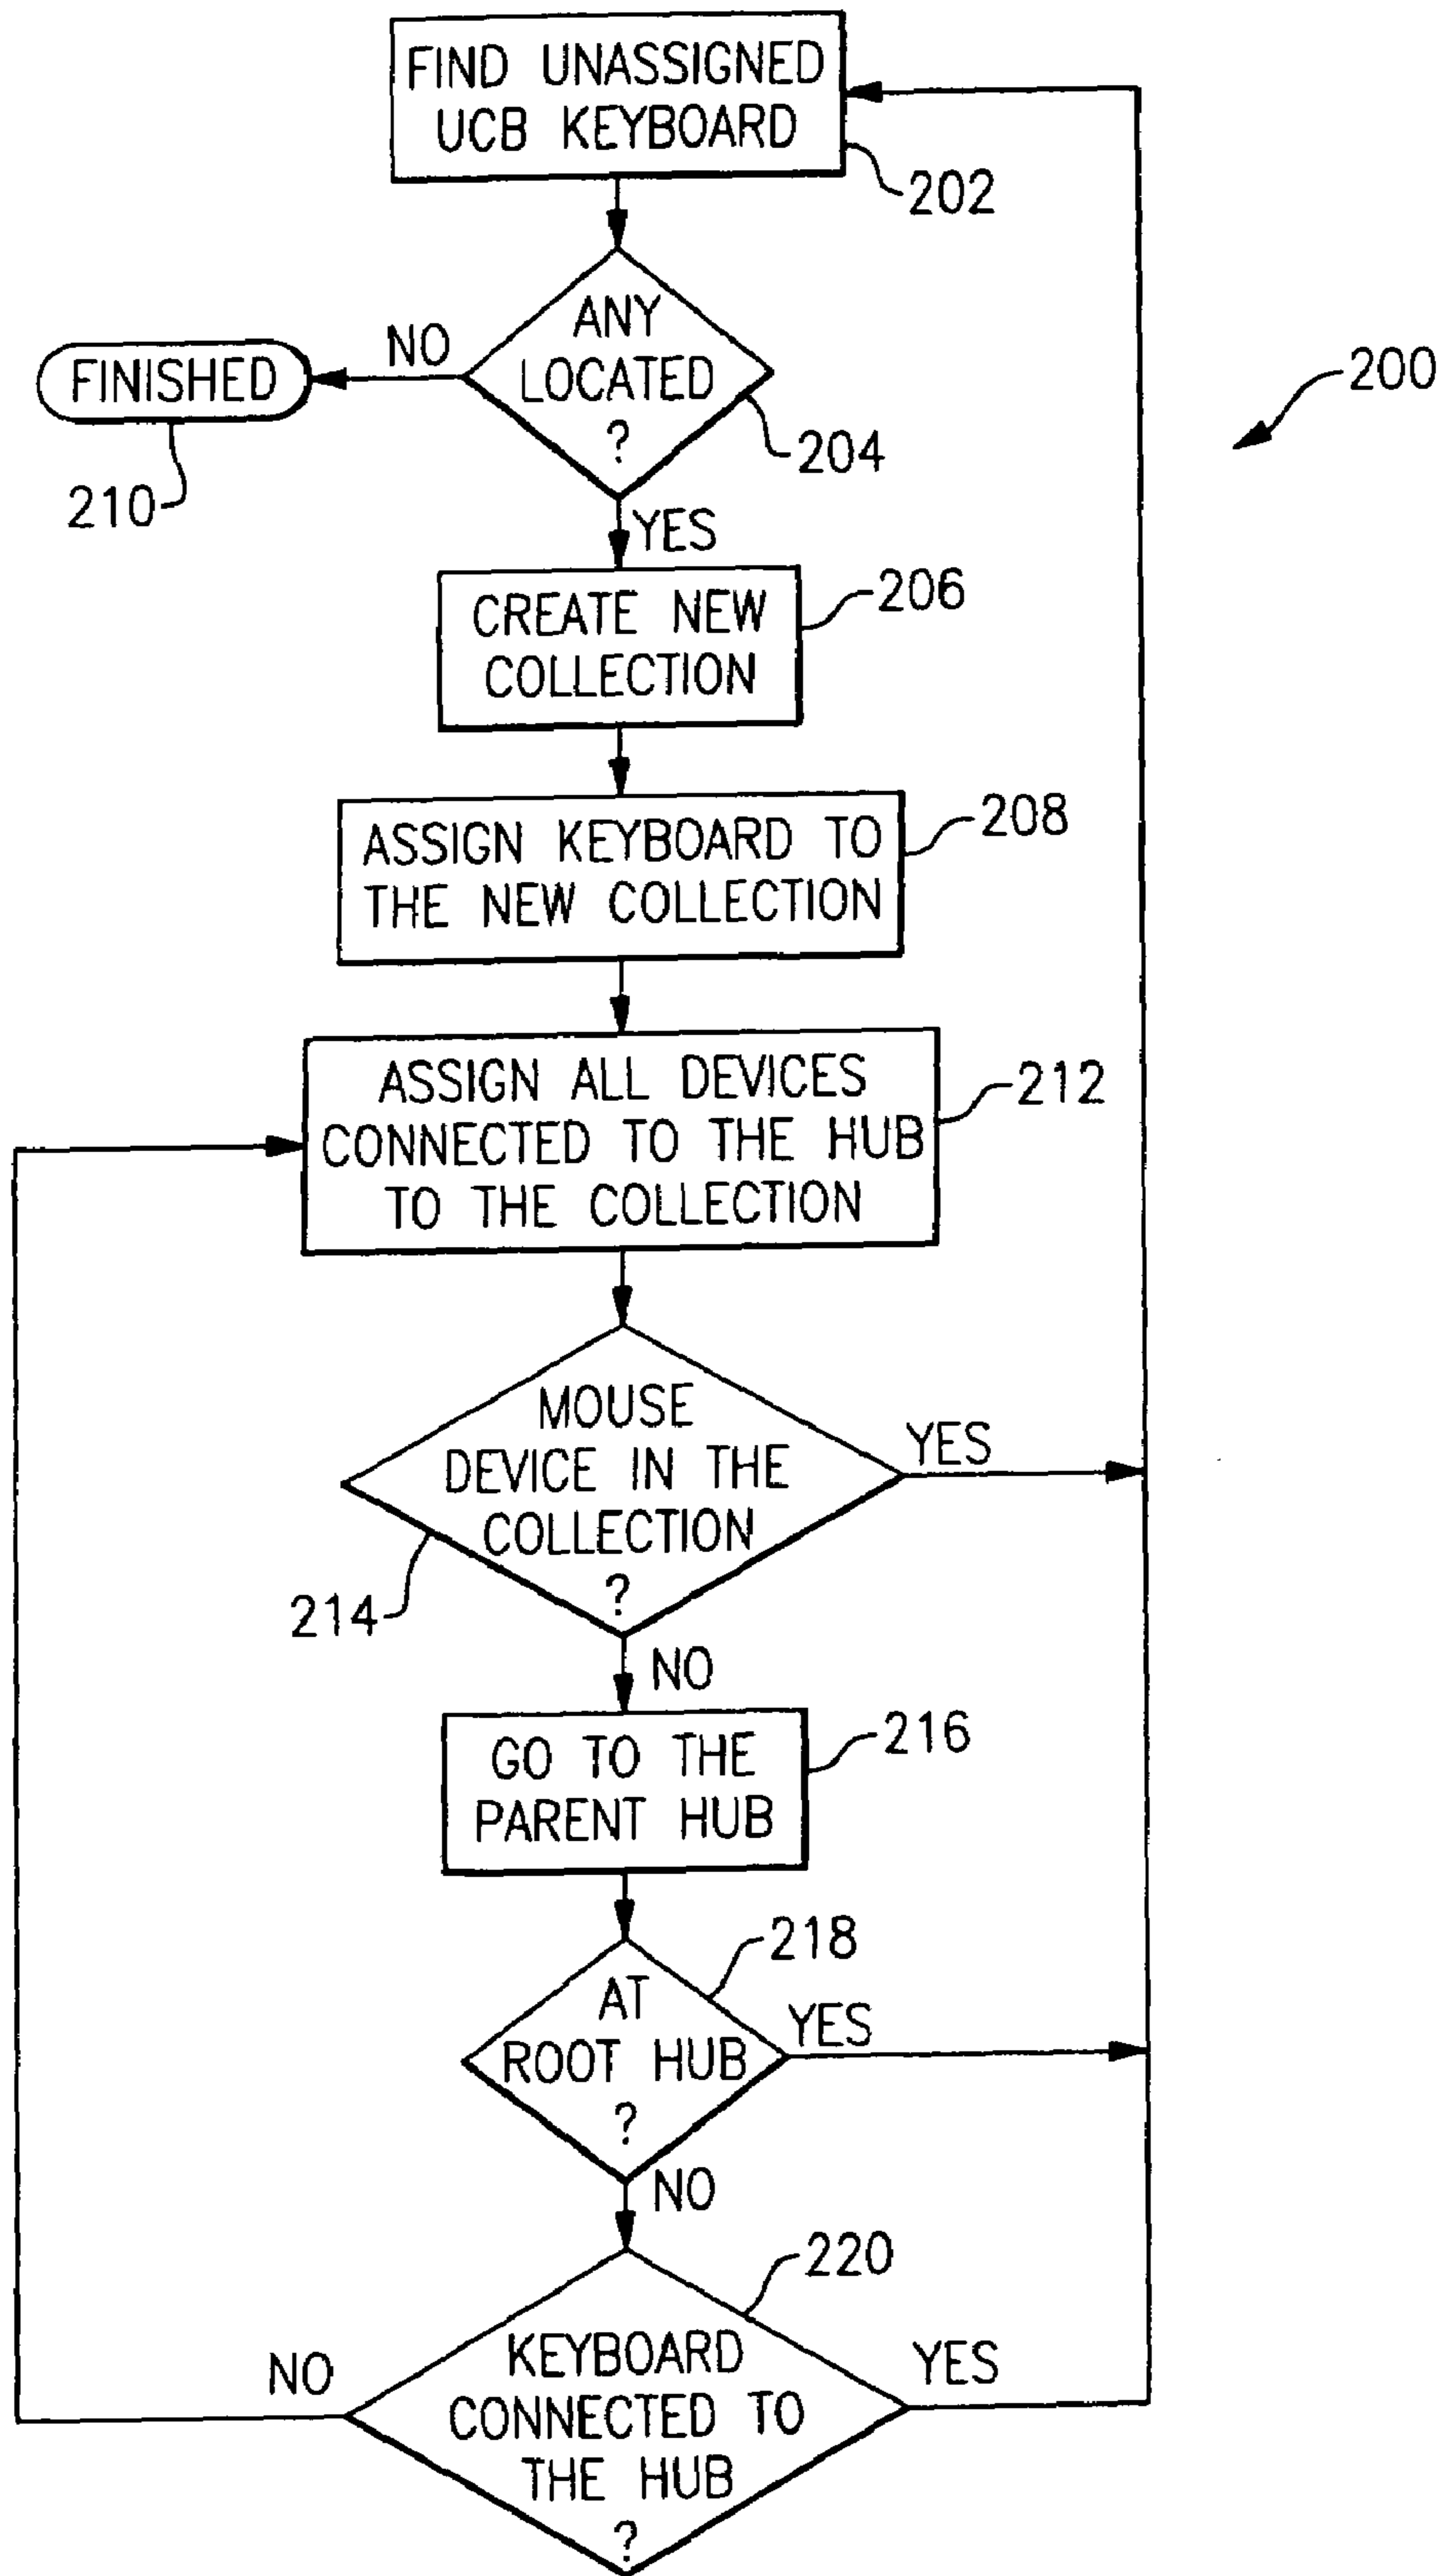 FIND UNASSIGNED
UCB KEYBOARD
202
ANY
LOCATED
?
204
NO
FINISHED
210
200
YES
CREATE NEW
COLLECTION
206
ASSIGN KEYBOARD TO
THE NEW COLLECTION
208
ASSIGN ALL DEVICES
CONNECTED TO THE HUB
TO THE COLLECTION
212
MOUSE
DEVICE IN THE
COLLECTION
?
YES
214
NO
GO TO THE
PARENT HUB
216
218
AT
ROOT HUB
?
YES
NO
220
KEYBOARD
CONNECTED TO
THE HUB
?
NO
YES